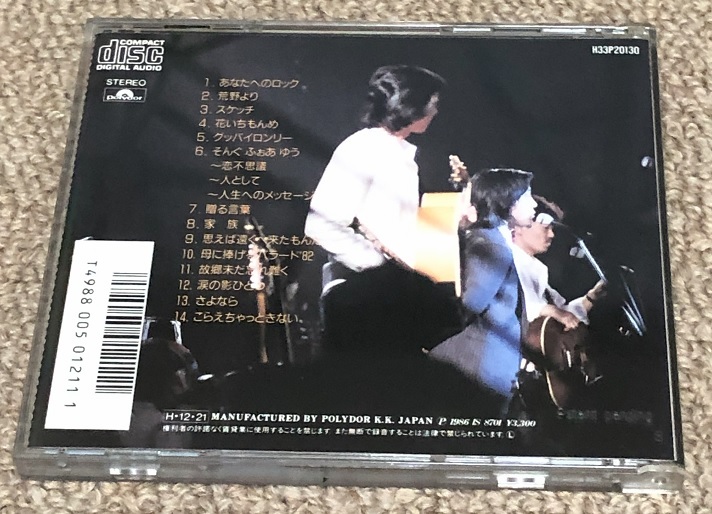 COMPACT
disc
DIGITAL AUDIO
H33P20130
STEREO
Polydor
1. あなたへのロック
2. 荒野より
3. スケッチ
4. 花いちもんめ
5. グッバイロンリー
6. そんぐ ふぉあ ゆう
〜恋不思議
〜人として
〜人生へのメッセージ
7. 贈る言葉
8. 家 族
9. 思えば遠くへ来たもんだ
10. 母に捧げるバラード'82
11. 故郷未だ忘れ難く
12. 涙の影ひとつ
13. さよなら
14. こらえちゃっときない
T4988 005 012111
H・12・21 MANUFACTURED BY POLYDOR K.K. JAPAN Ⓟ 1986 IS 8701 ¥3,300
権利者の許諾なく賃貸業に使用することを禁じます。また無断で録音することは法律で禁じられています。Ⓛ
Patent pending